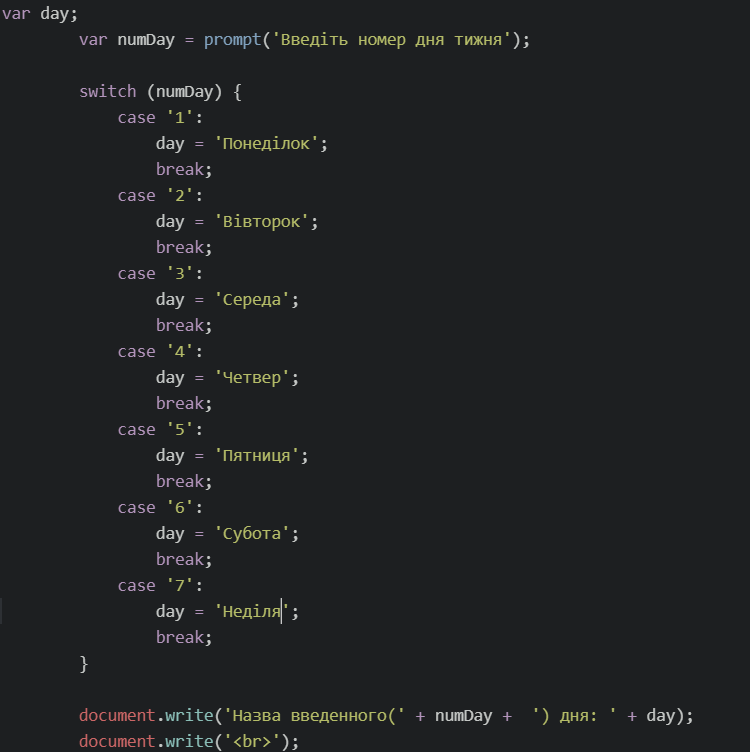 var day;
var numDay = prompt('Введіть номер дня тижня');
switch (numDay) {
case '1':
day = 'Понеділок';
break;
case '2':
day = 'Вівторок';
break;
case '3':
day = 'Середа';
break;
case '4':
day = 'Четвер';
break;
case '5':
day = 'Пятниця';
break;
case '6':
day = 'Субота';
break;
case '7':
day = 'Неділя';
break;
}
document.write('Назва введенного(' + numDay +  ') дня: ' + day);
document.write('<br>');